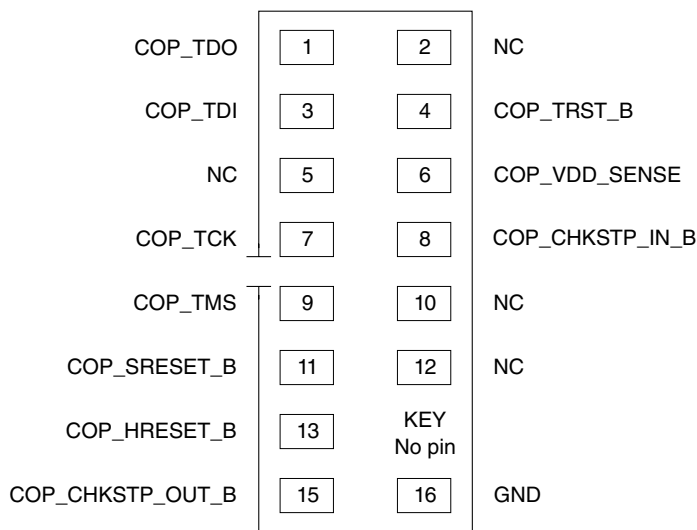 COP_TDO 1 2 NC
COP_TDI 3 4 COP_TRST_B
NC 5 6 COP_VDD_SENSE
COP_TCK 7 8 COP_CHKSTP_IN_B
COP_TMS 9 10 NC
COP_SRESET_B 11 12 NC
COP_HRESET_B 13 KEY
No pin
COP_CHKSTP_OUT_B 15 16 GND